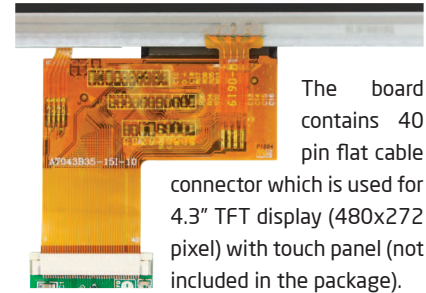 The board
contains 40
pin flat cable
connector which is used for
4.3” TFT display (480x272
pixel) with touch panel (not
included in the package).
A7043B35-15I-10